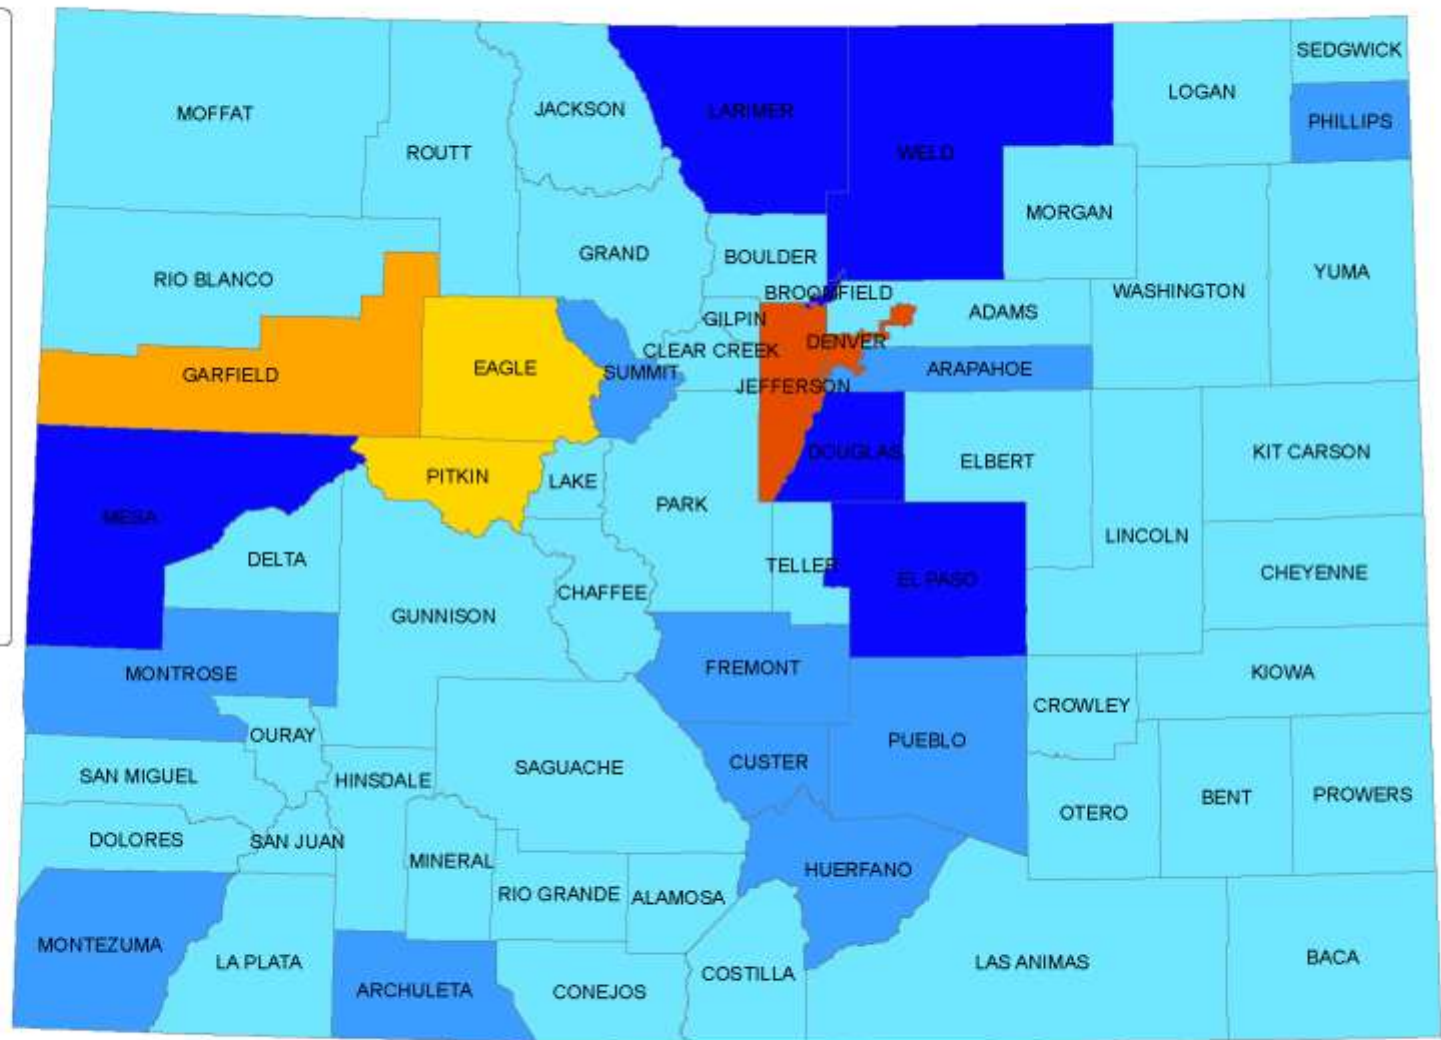 SEDGWICK
LOGAN
JACKSON
LARIMER
MOFFAT
PHILLIPS
ROUTT
WELD
MORGAN
GRAND
BOULDER
RIO BLANCO
YUMA
BROOMFIELD
WASHINGTON
GILPIN
ADAMS
DENVER
CLEAR CREEK
EAGLE
SUMMIT
ARAPAHOE
GARFIELD
JEFFERSON
DOUGLAS
KIT CARSON
ELBERT
PITKIN
LAKE
PARK
MESA
LINCOLN
DELTA
TELLER
CHEYENNE
EL PASO
CHAFFEE
GUNNISON
FREMONT
MONTROSE
KIOWA
CROWLEY
OURAY
PUEBLO
CUSTER
SAGUACHE
SAN MIGUEL
HINSDALE
PROWERS
BENT
OTERO
DOLORES
SAN JUAN
MINERAL
HUERFANO
RIO GRANDE
ALAMOSA
MONTEZUMA
BACA
LA PLATA
LAS ANIMAS
COSTILLA
ARCHULETA
CONEJOS